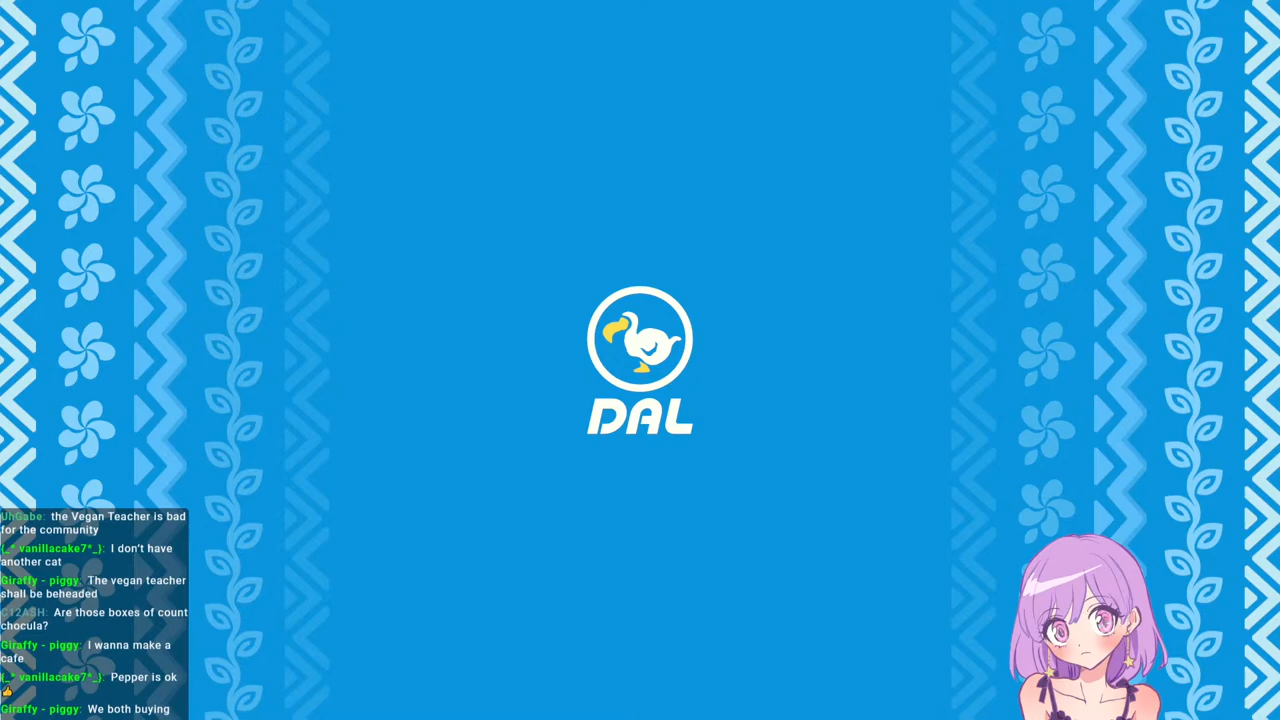 DAL
UhGabe: the Vegan Teacher is bad
for the community
{_* vanillacake7*_}: I don't have
another cat
Giraffy - piggy: The vegan teacher
shall be beheaded
C12ASH: Are those boxes of count
chocula?
Giraffy - piggy: I wanna make a
cafe
{_* vanillacake7*_}: Pepper is ok
👍
Giraffy - piggy: We both buying